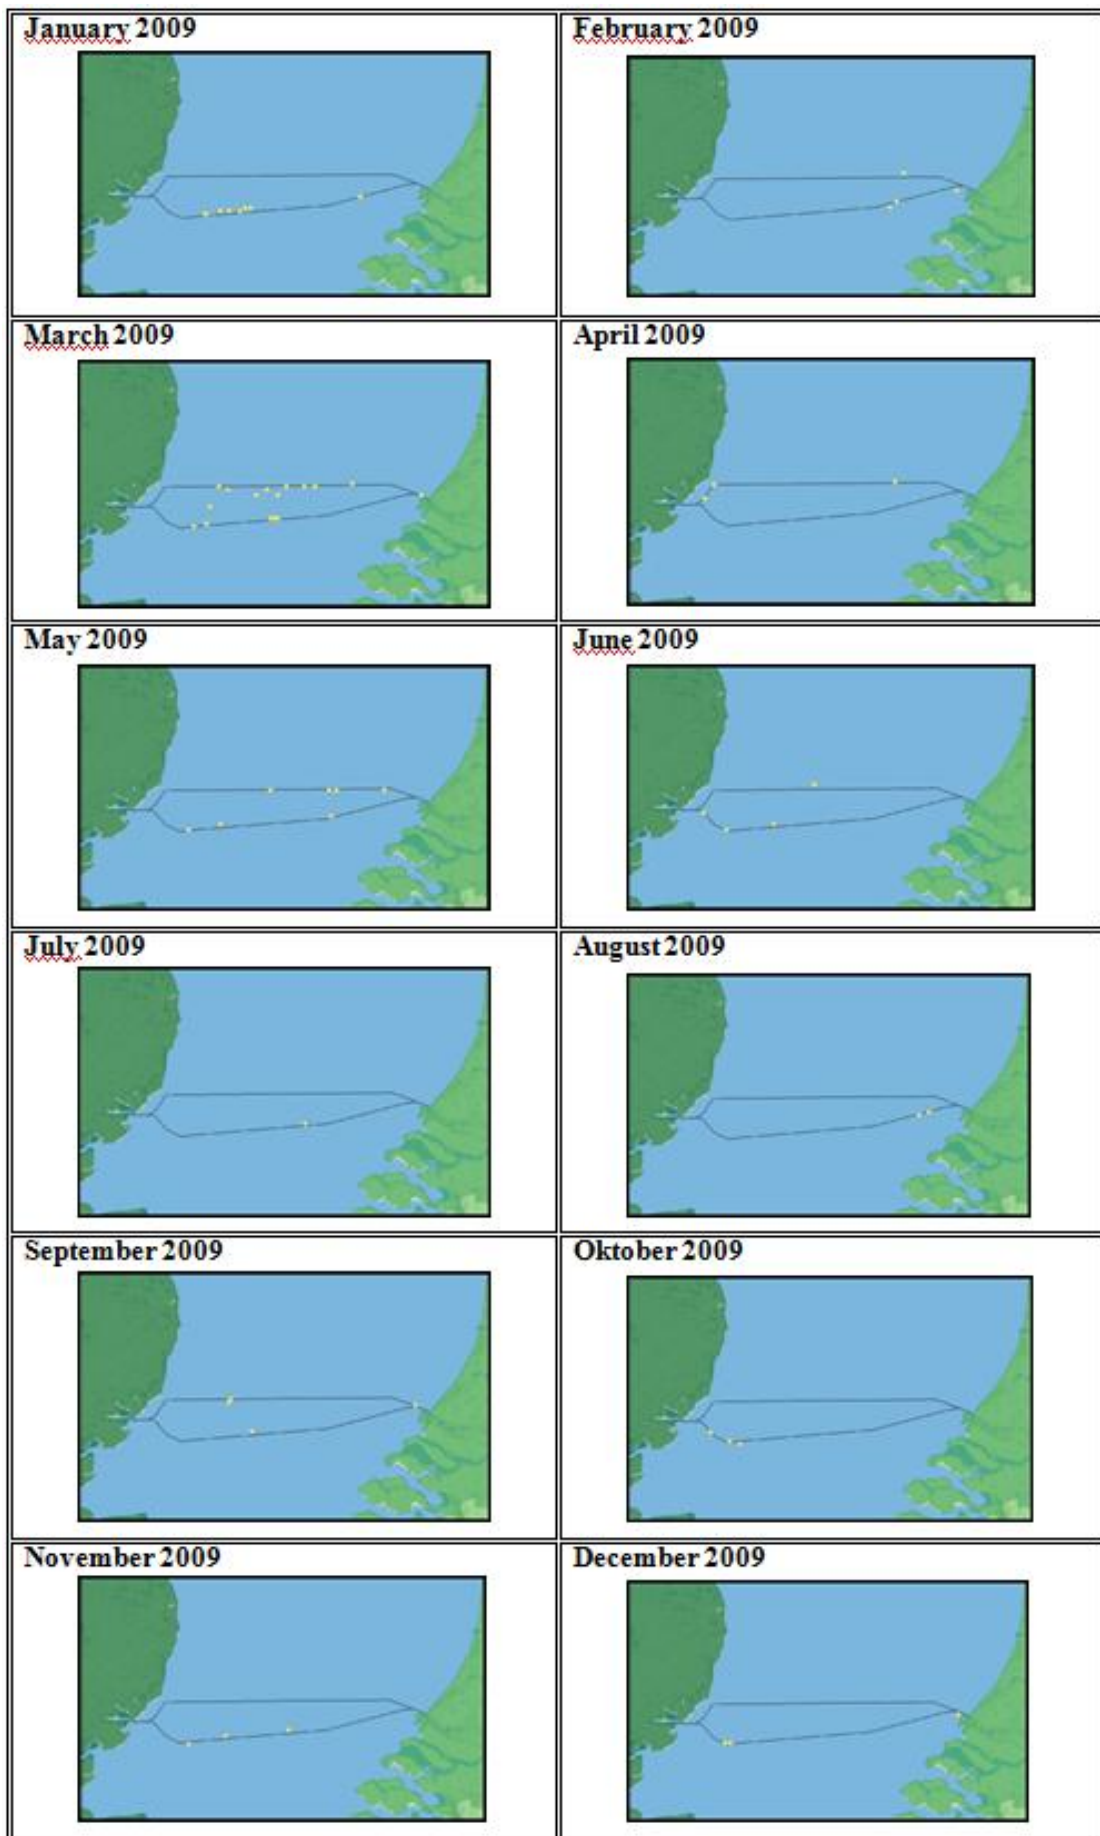 January 2009
February 2009
March 2009
April 2009
May 2009
June 2009
July 2009
August 2009
September 2009
Oktober 2009
November 2009
December 2009